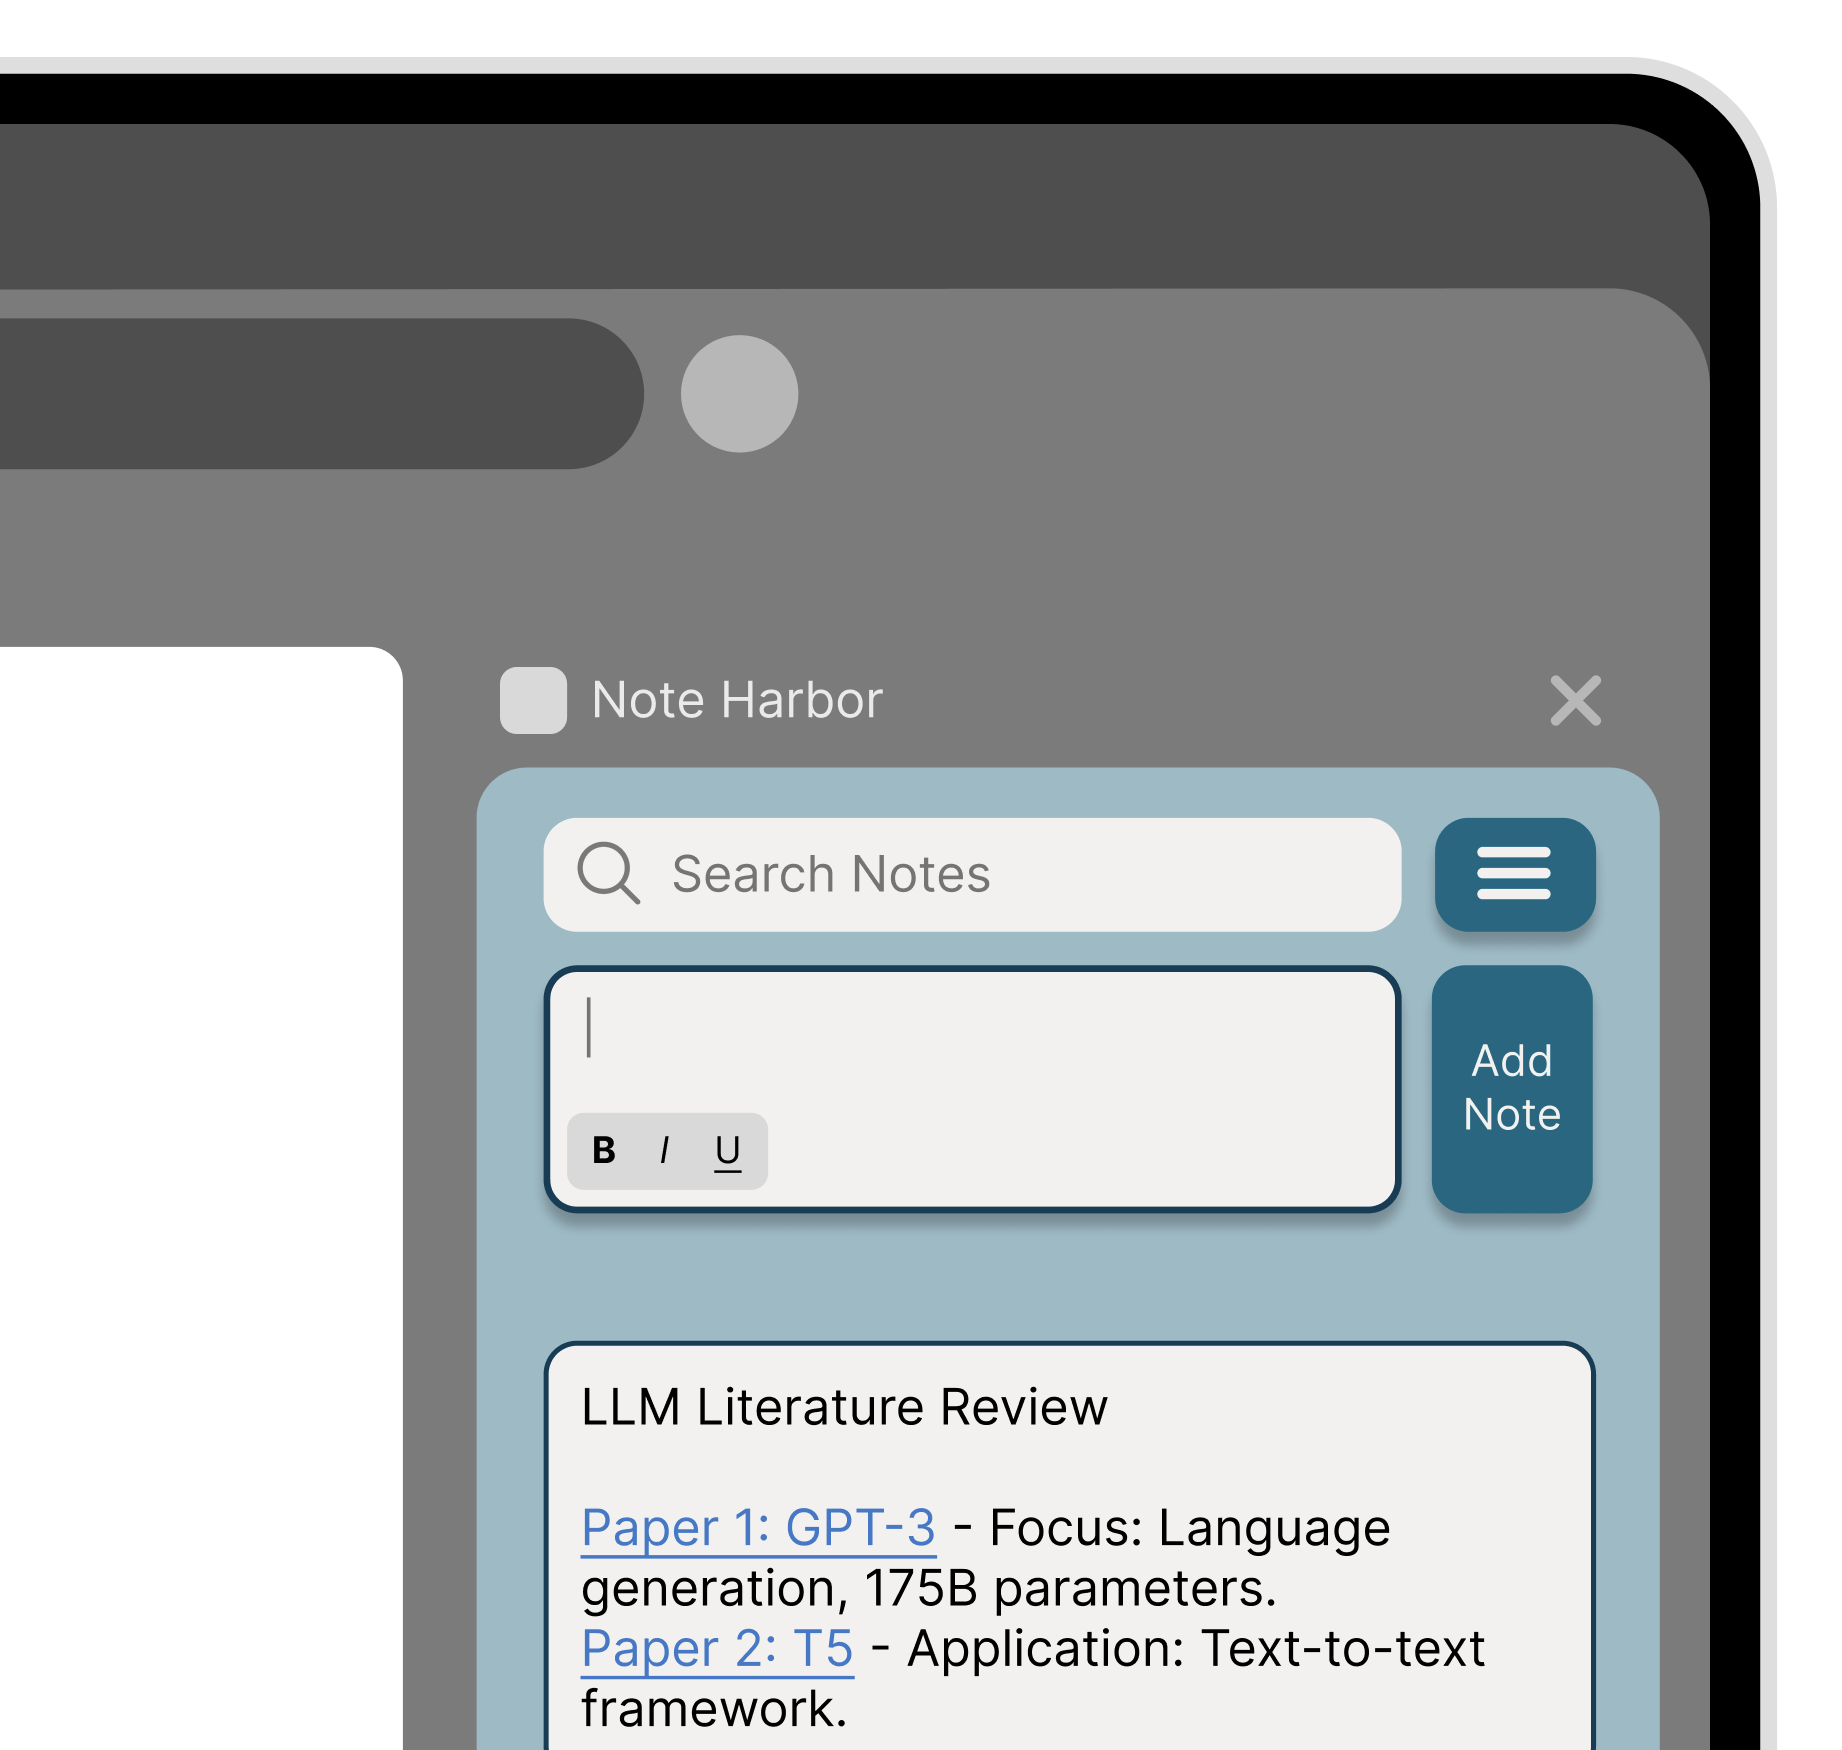 Note Harbor
Search Notes
Add
Note
B I U
LLM Literature Review
Paper 1: GPT-3 - Focus: Language
generation, 175B parameters.
Paper 2: T5 - Application: Text-to-text
framework.